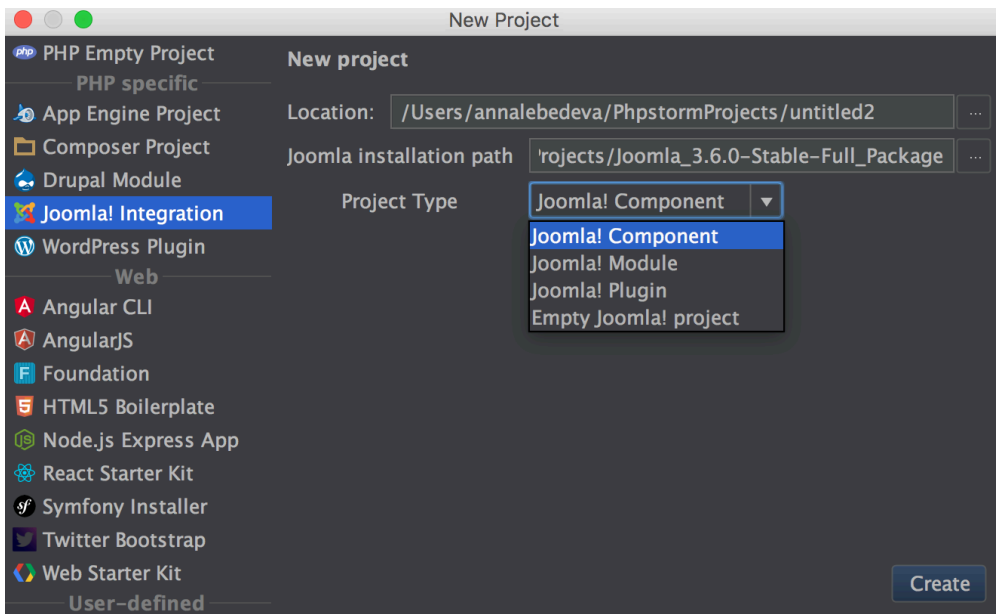 New Project
PHP Empty Project
PHP specific
App Engine Project
Composer Project
Drupal Module
Joomla! Integration
WordPress Plugin
Web
Angular CLI
AngularJS
Foundation
HTML5 Boilerplate
Node.js Express App
React Starter Kit
Symfony Installer
Twitter Bootstrap
Web Starter Kit
User-defined
New project
Location: /Users/annalebedeva/PhpstormProjects/untitled2 ...
Joomla installation path rojects/Joomla_3.6.0-Stable-Full_Package ...
Project Type Joomla! Component
Joomla! Component
Joomla! Module
Joomla! Plugin
Empty Joomla! project
Create